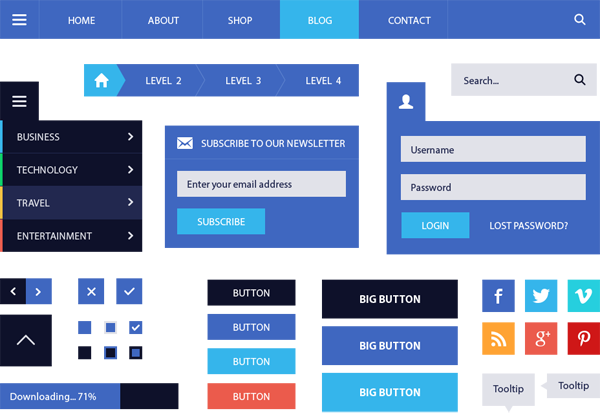 HOME ABOUT SHOP BLOG CONTACT
LEVEL 2 LEVEL 3 LEVEL 4
Search...
BUSINESS
TECHNOLOGY
TRAVEL
ENTERTAINMENT
SUBSCRIBE TO OUR NEWSLETTER
Enter your email address
SUBSCRIBE
Username
Password
LOGIN LOST PASSWORD?
Downloading... 71%
BUTTON
BUTTON
BUTTON
BUTTON
BIG BUTTON
BIG BUTTON
BIG BUTTON
f
v
g+
Tooltip
Tooltip